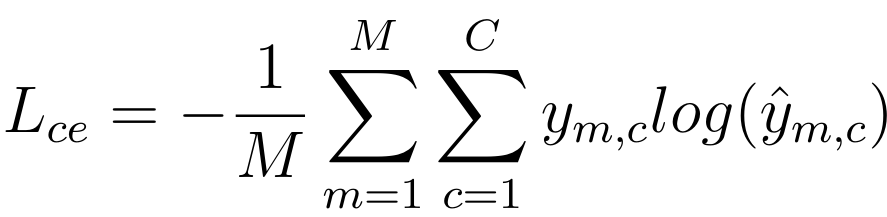 L_{ce} = -\frac{1}{M} \sum_{m=1}^{M} \sum_{c=1}^{C} y_{m,c} log(\hat{y}_{m,c})